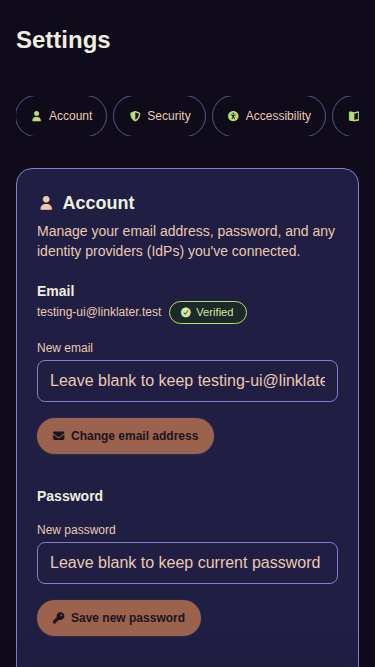 Settings
Account
Security
Accessibility
Account
Manage your email address, password, and any
identity providers (IdPs) you've connected.
Email
testing-ui@linklater.test
Verified
New email
Leave blank to keep testing-ui@linklate
Change email address
Password
New password
Leave blank to keep current password
Save new password